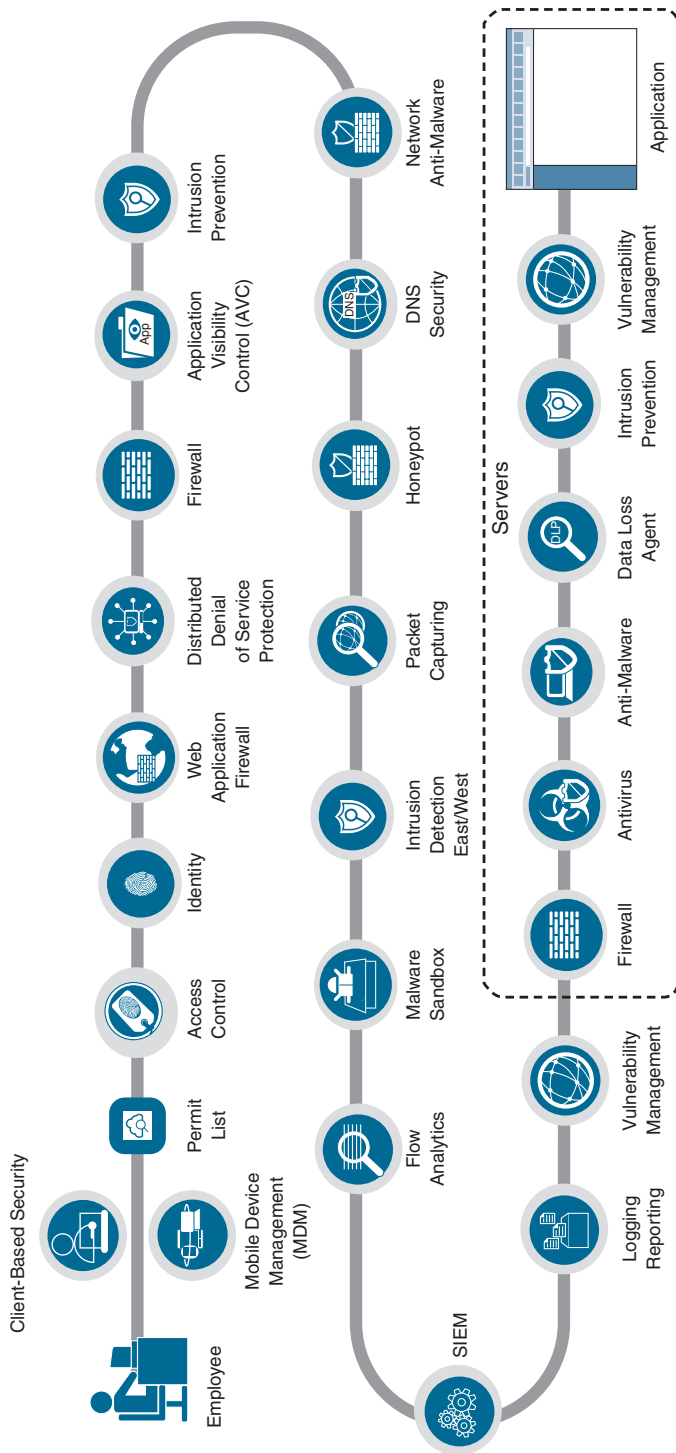 Client-Based Security
Employee
Mobile Device
Management
(MDM)
Permit
List
Access
Control
Identity
Web
Application
Firewall
Distributed
Denial
of Service
Protection
Firewall
App
Application
Visibility
Control (AVC)
Intrusion
Prevention
Network
Anti-Malware
DNS
DNS
Security
Honeypot
Packet
Capturing
Intrusion
Detection
East/West
Malware
Sandbox
Flow
Analytics
SIEM
Logging
Reporting
Vulnerability
Management
Servers
Firewall
Antivirus
Anti-Malware
DLP
Data Loss
Agent
Intrusion
Prevention
Vulnerability
Management
Application